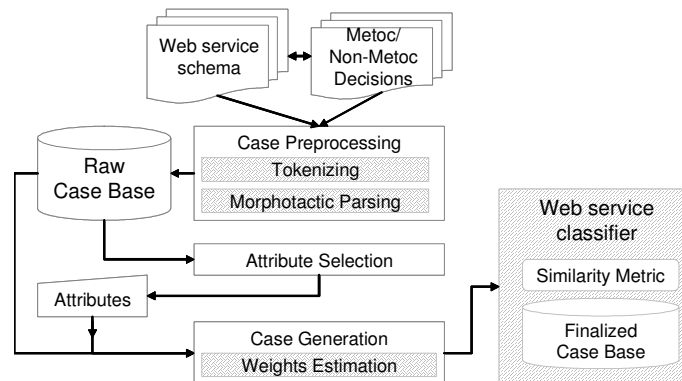 Web service
schema
Metoc/
Non-Metoc
Decisions
Case Preprocessing
Tokenizing
Morphotactic Parsing
Raw
Case Base
Attribute Selection
Attributes
Case Generation
Weights Estimation
Web service
classifier
Similarity Metric
Finalized
Case Base